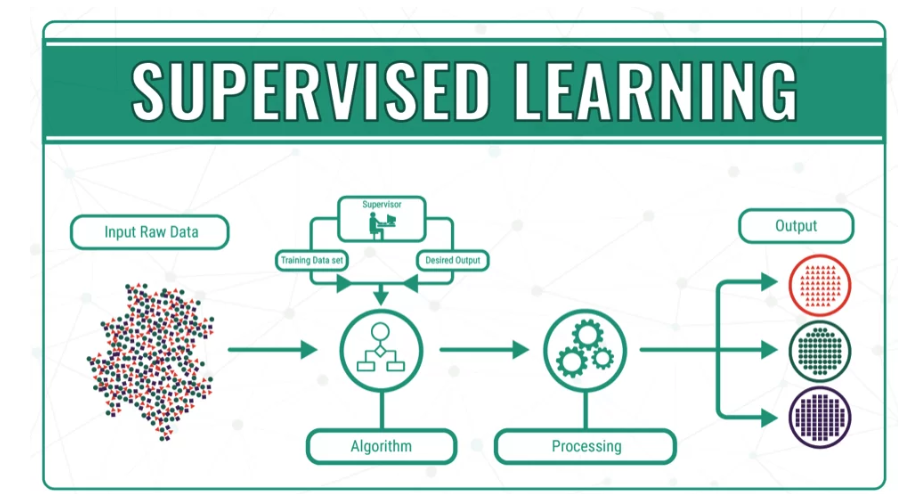 SUPERVISED LEARNING
Supervisor
Input Raw Data
Output
Training Data set
Desired Output
Algorithm
Processing